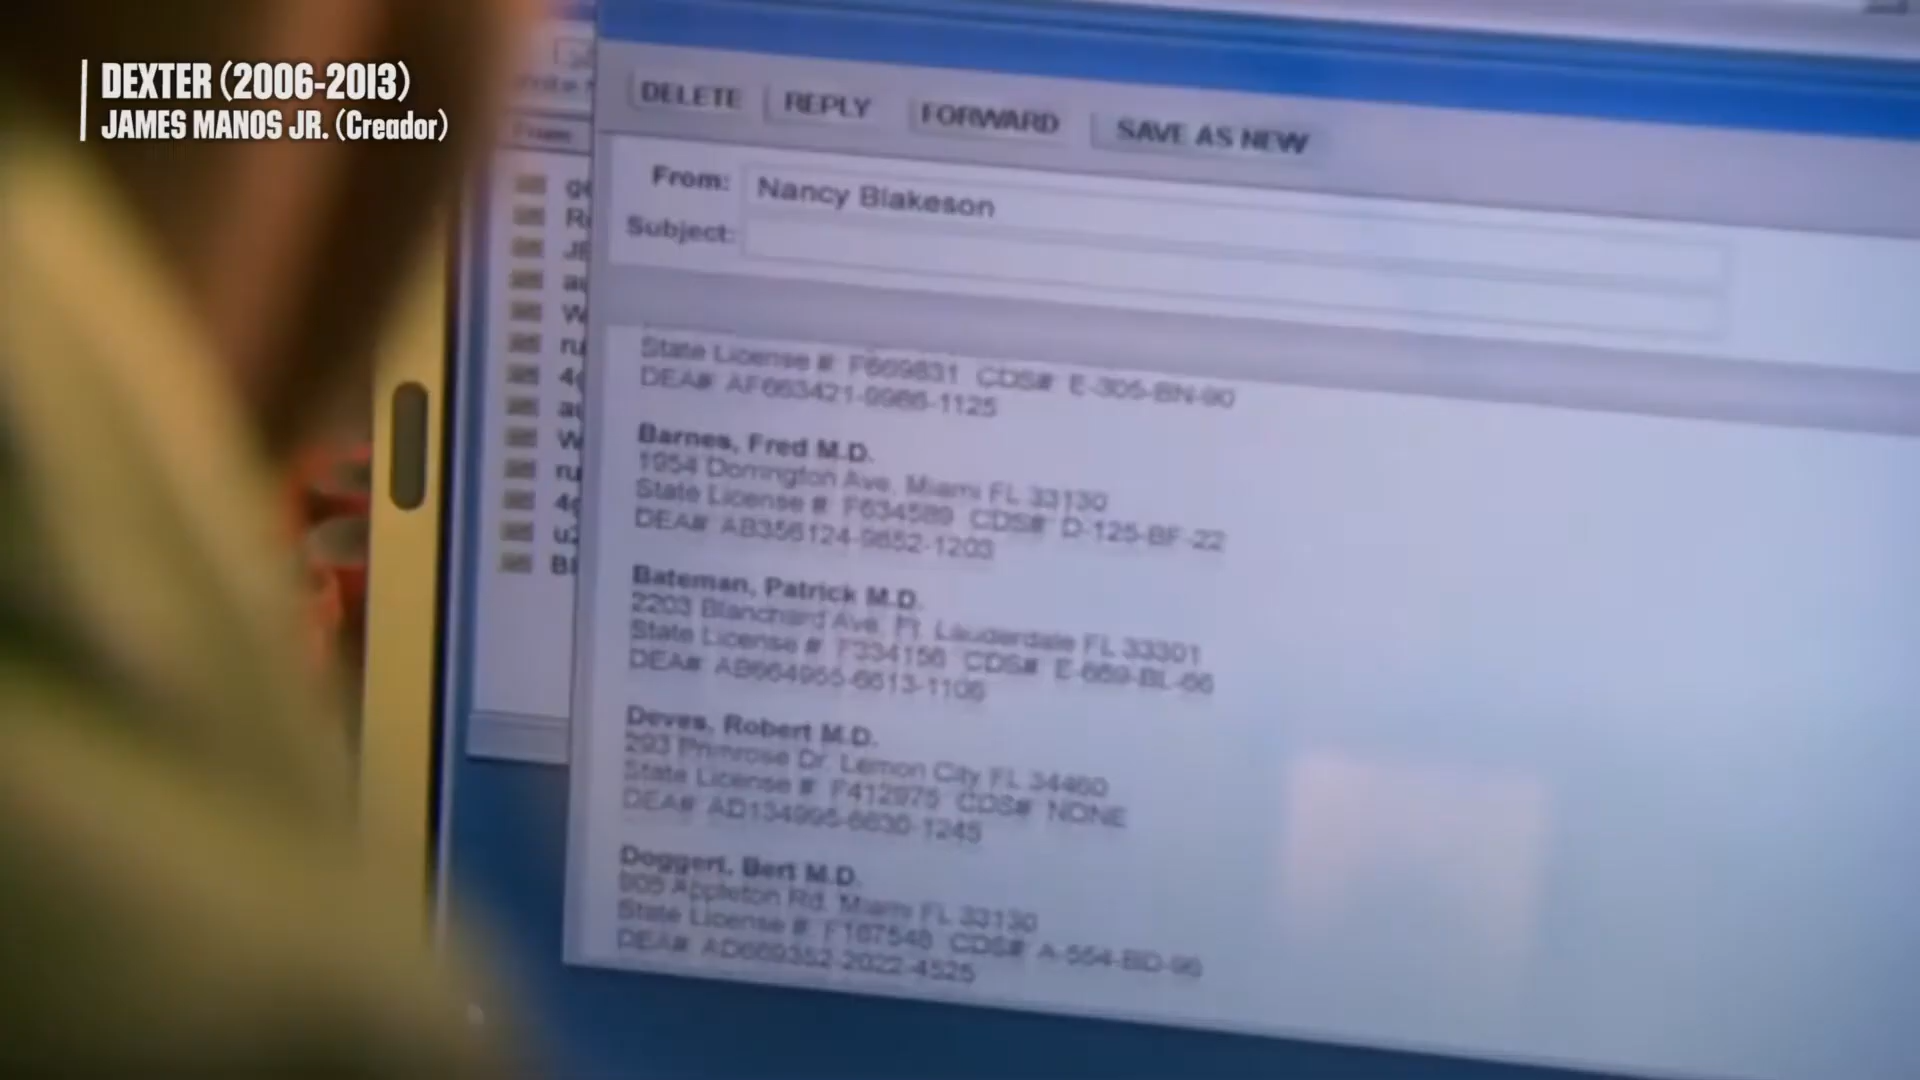 DEXTER (2006-2013)
JAMES MANOS JR. (Creador)
DELETE REPLY FORWARD SAVE AS NEW
From: Nancy Blakeson
Subject:
State License # F669831 CDS# E-305-BN-90
DEA# AF663421-9986-1125
Barnes, Fred M.D.
1954 Dorrington Ave. Miami FL 33130
State License # F634589 CDS# D-125-BF-22
DEA# AB356124-9852-1203
Bateman, Patrick M.D.
2203 Blanchard Ave. Ft. Lauderdale FL 33301
State License # F334156 CDS# E-669-BL-66
DEA# AB664955-6613-1106
Deves, Robert M.D.
293 Primrose Dr. Lemon City FL 34460
State License # F412975 CDS# NONE
DEA# AD134995-6630-1245
Doggert, Bert M.D.
905 Appleton Rd. Miami FL 33130
State License # F167548 CDS# A-554-BD-96
DEA# AD669352-2022-4525